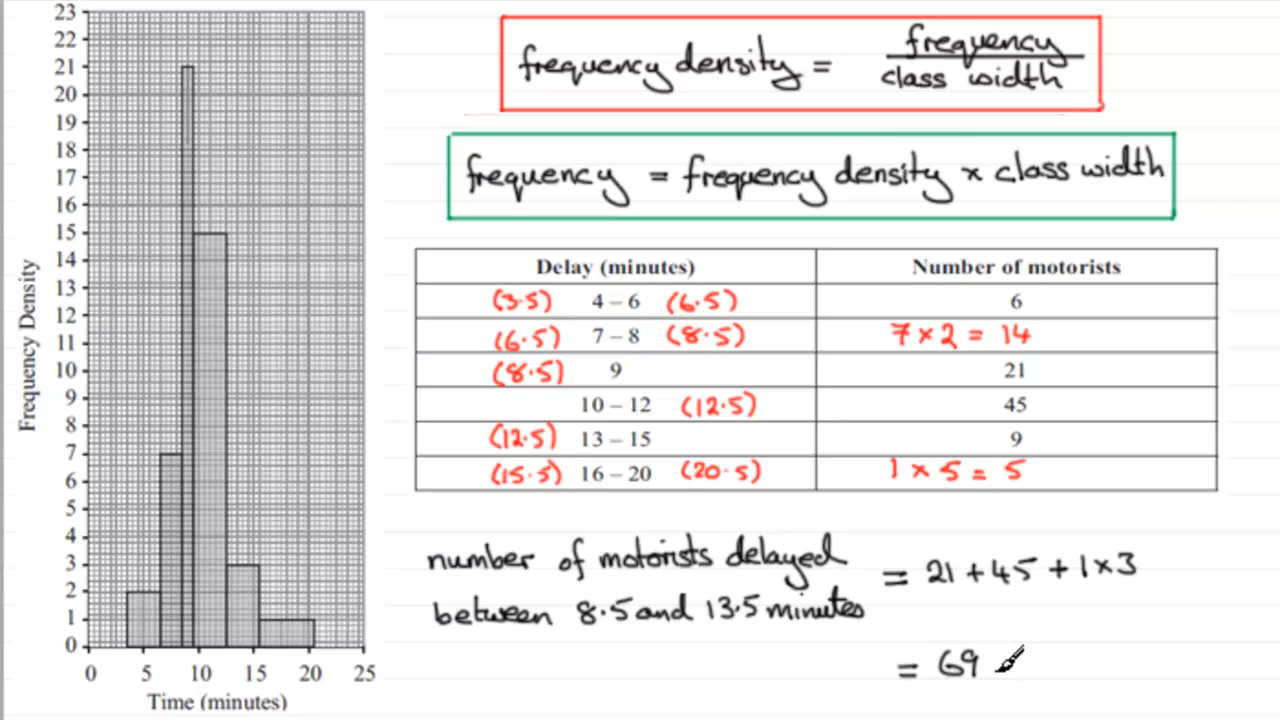 23
22
21
20
19
18
17
16
15
14
13
12
11
10
9
8
7
6
5
4
3
2
1
0
Frequency Density
0 5 10 15 20 25
Time (minutes)
frequency density = frequency
class width
frequency = frequency density × class width
Delay (minutes) Number of motorists
(3.5) 4 – 6 (6.5) 6
(6.5) 7 – 8 (8.5) 7 × 2 = 14
(8.5) 9 21
10 – 12 (12.5) 45
(12.5) 13 – 15 9
(15.5) 16 – 20 (20.5) 1 × 5 = 5
number of motorists delayed
between 8.5 and 13.5 minutes
= 21 + 45 + 1 × 3
= 69